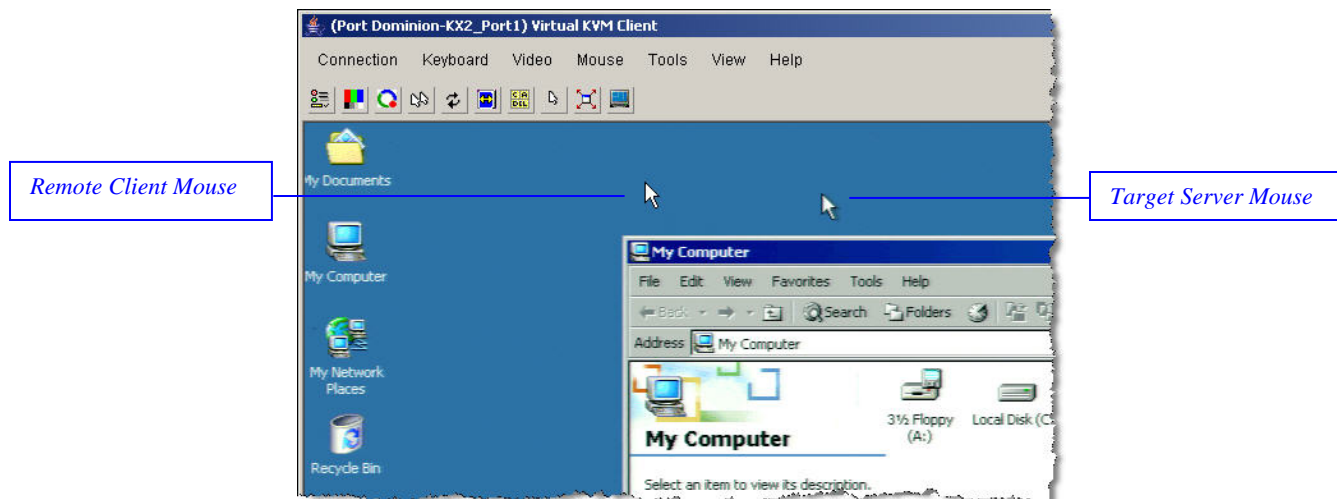 (Port Dominion-KX2_Port1) Virtual KVM Client
Connection Keyboard Video Mouse Tools View Help
C A
DEL
My Documents
Remote Client Mouse
Target Server Mouse
My Computer
My Computer
File Edit View Favorites Tools Help
Back Search Folders
Address My Computer
My Network
Places
3½ Floppy
(A:)
Local Disk (C
My Computer
Recycle Bin
Select an item to view its description.